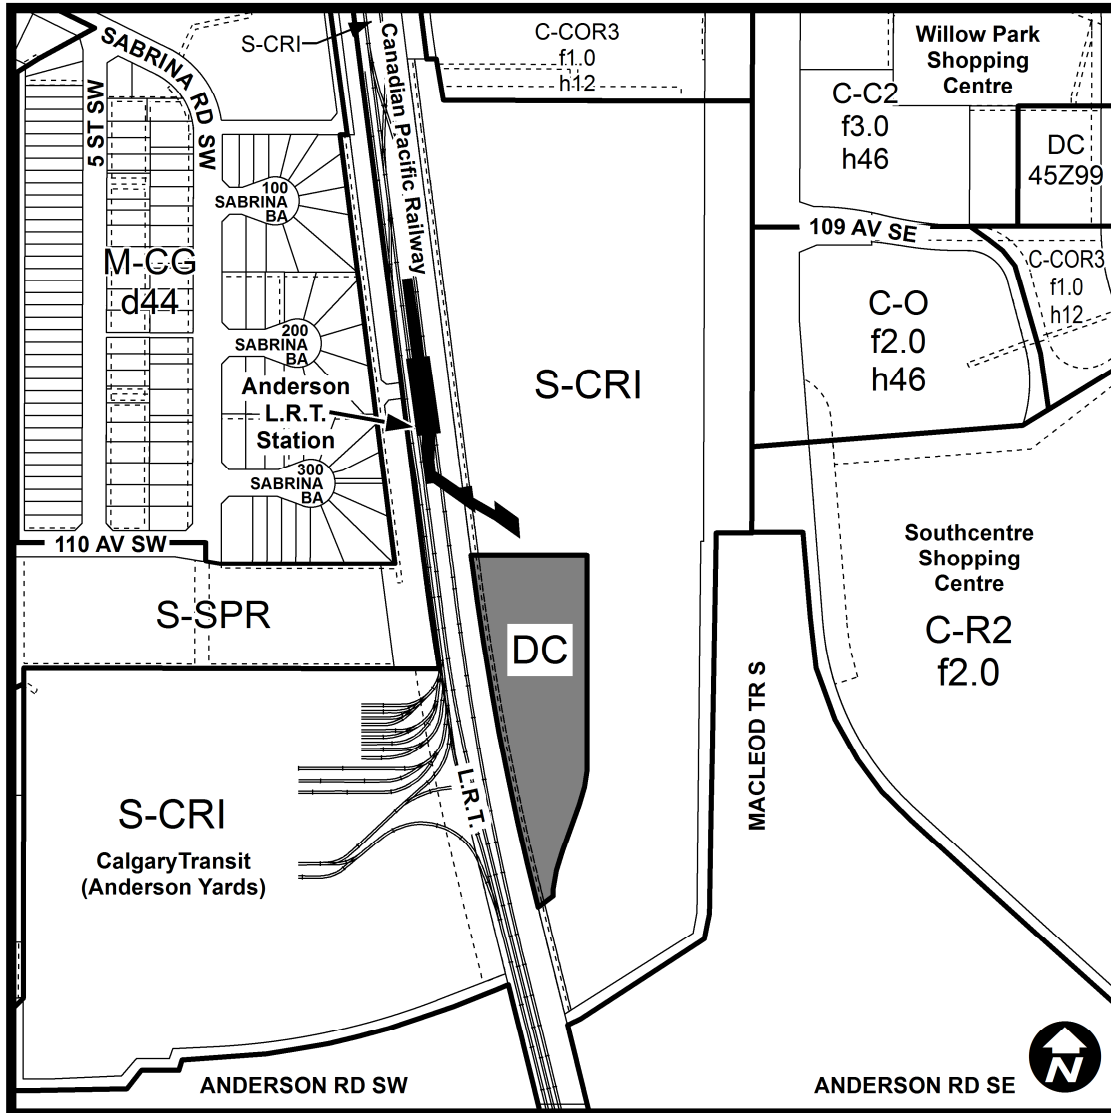 S-CRI
C-COR3
f1.0
h12
Willow Park
Shopping
Centre
SABRINA RD SW
Canadian Pacific Railway
5 ST SW
C-C2
f3.0
h46
DC
45Z99
100
SABRINA
BA
109 AV SE
M-CG
d44
C-COR3
f1.0
h12
C-O
f2.0
h46
200
SABRINA
BA
Anderson
L.R.T.
Station
S-CRI
300
SABRINA
BA
110 AV SW
Southcentre
Shopping
Centre
C-R2
f2.0
S-SPR
DC
MACLEOD TR S
L.R.T.
S-CRI
CalgaryTransit
(Anderson Yards)
N
ANDERSON RD SW
ANDERSON RD SE